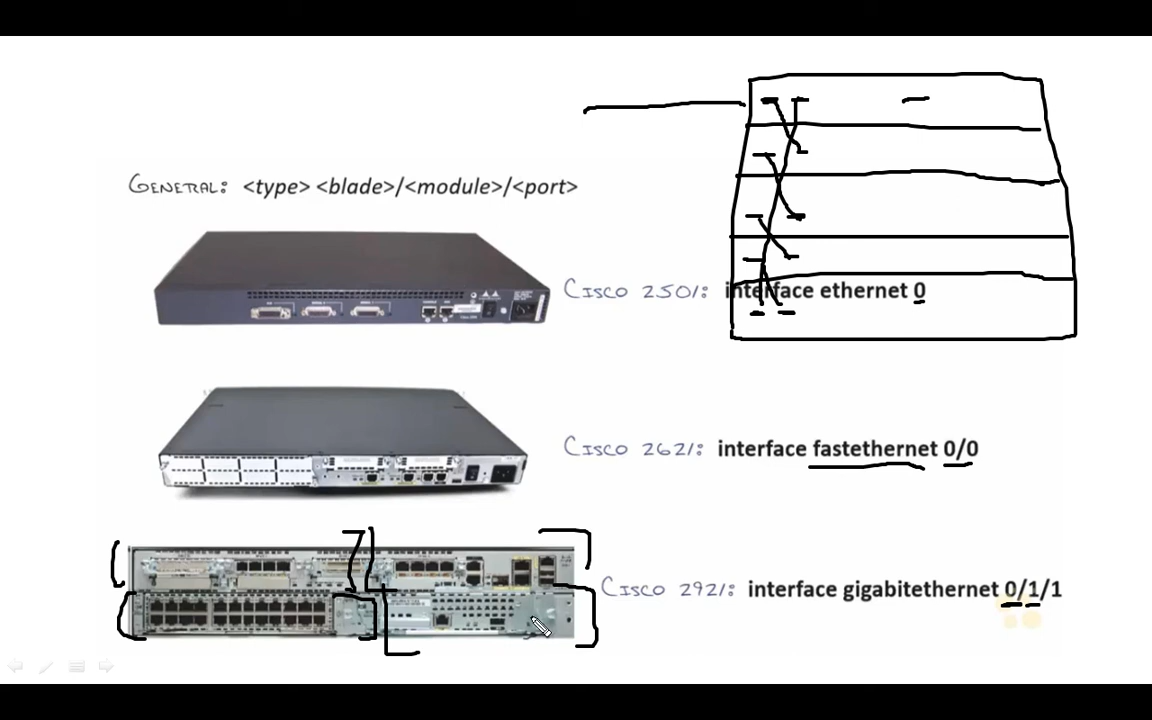 GENERAL: <type> <blade>/<module>/<port>
CISCO 2501: interface ethernet 0
CISCO 2621: interface fastethernet 0/0
CISCO 2921: interface gigabitethernet 0/1/1